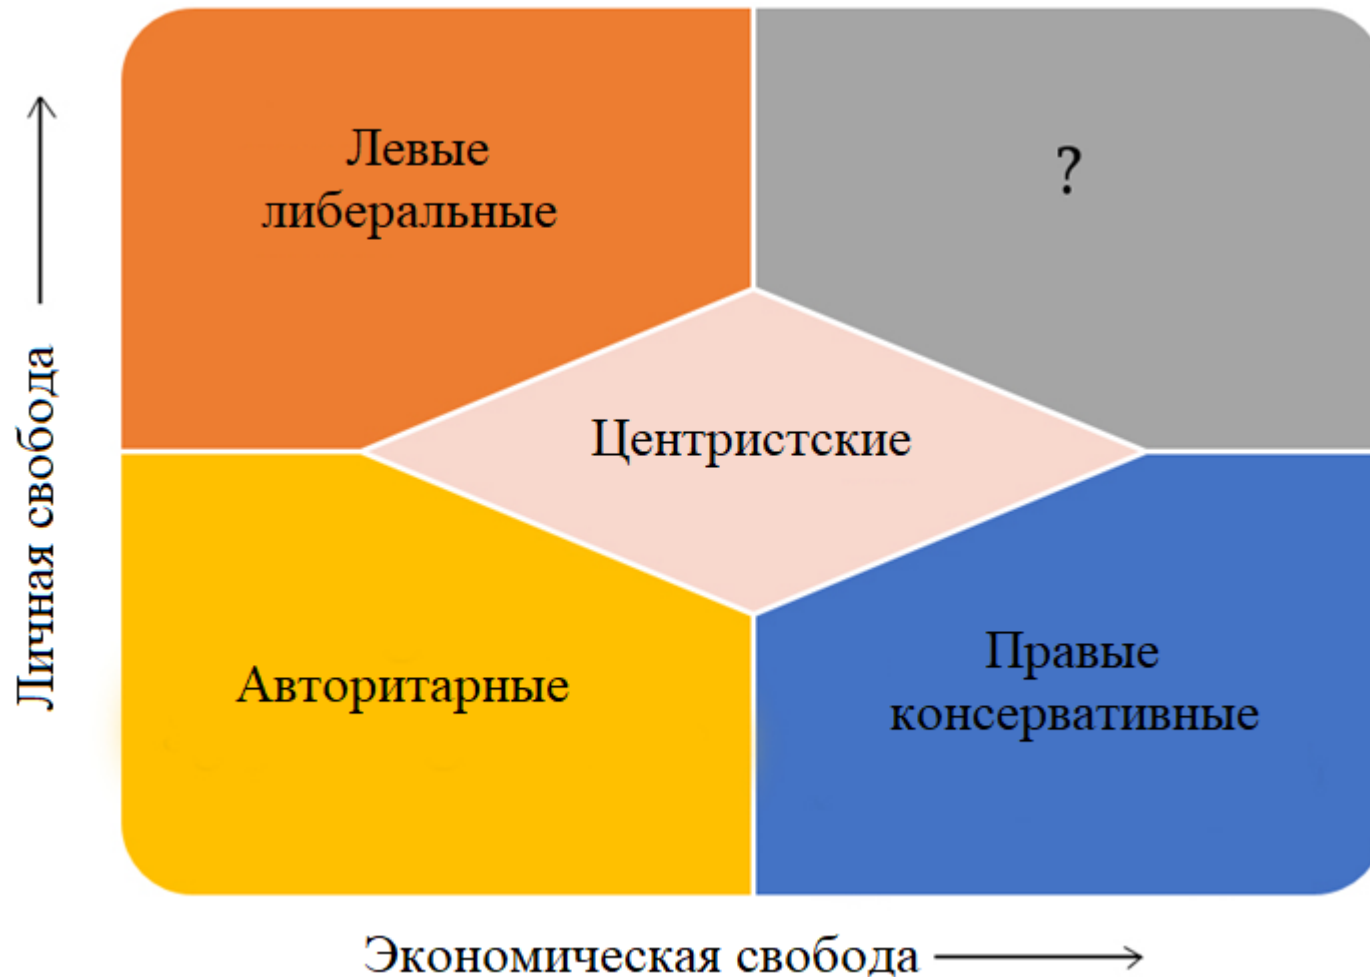 Левые
либеральные
?
Центристские
Авторитарные
Правые
консервативные
Личная свобода
Экономическая свобода